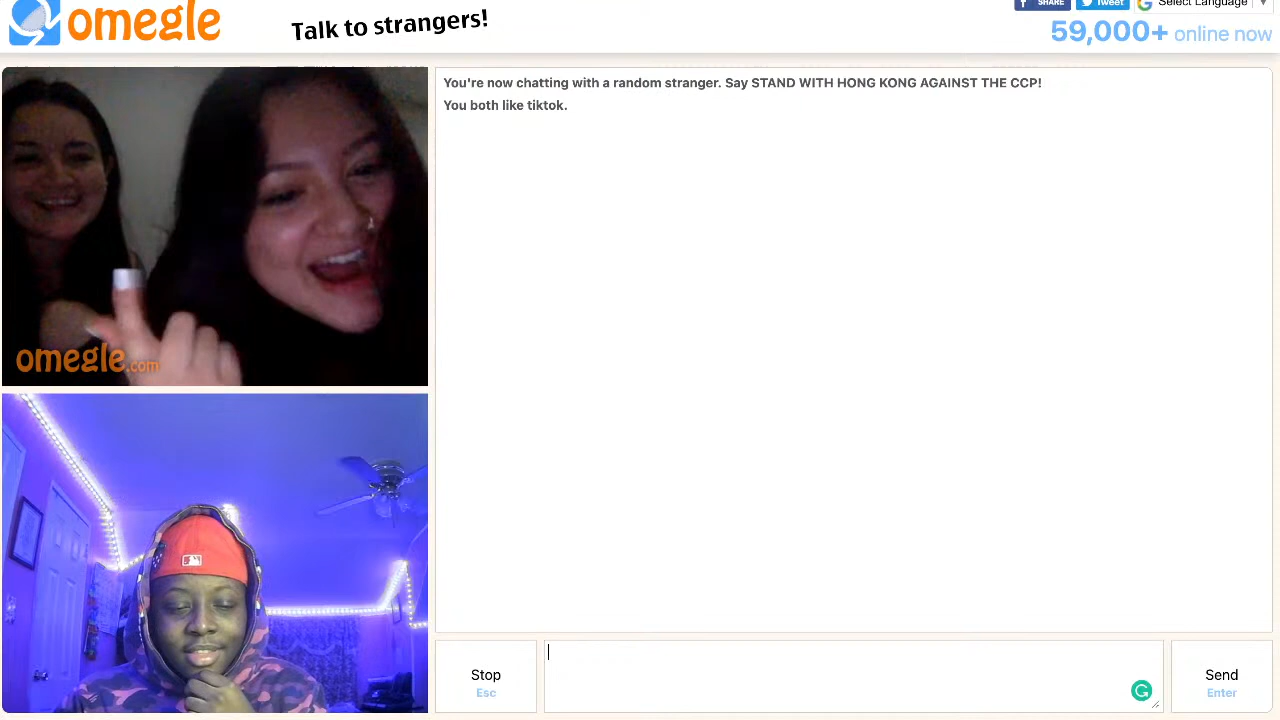 omegle
Talk to strangers!
SHARE
Tweet
Select Language
59,000+ online now
You're now chatting with a random stranger. Say STAND WITH HONG KONG AGAINST THE CCP!
You both like tiktok.
omegle.com
Stop
Esc
Send
Enter